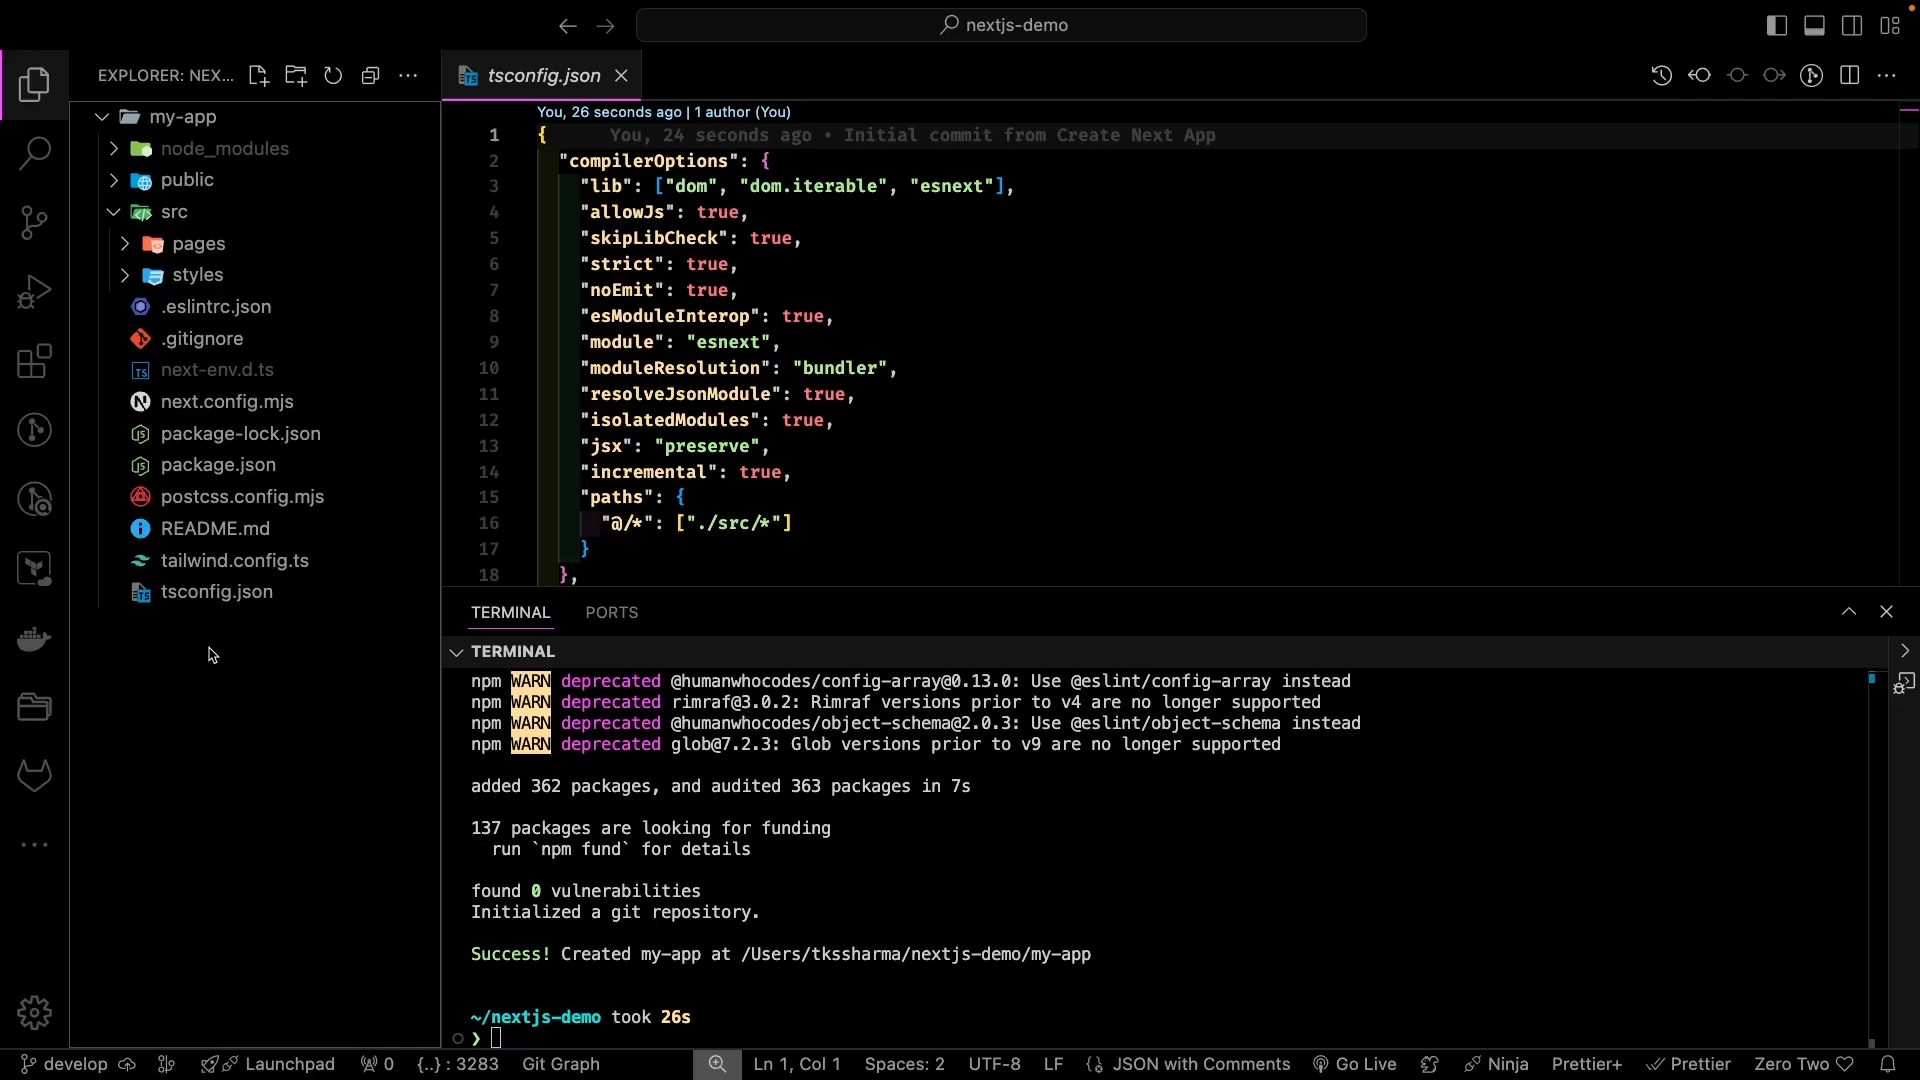 nextjs-demo
EXPLORER: NEX...
my-app
node_modules
public
src
pages
styles
.eslintrc.json
.gitignore
next-env.d.ts
next.config.mjs
package-lock.json
package.json
postcss.config.mjs
README.md
tailwind.config.ts
tsconfig.json
tsconfig.json
You, 26 seconds ago | 1 author (You)
1 { You, 24 seconds ago • Initial commit from Create Next App
2 "compilerOptions": {
3 "lib": ["dom", "dom.iterable", "esnext"],
4 "allowJs": true,
5 "skipLibCheck": true,
6 "strict": true,
7 "noEmit": true,
8 "esModuleInterop": true,
9 "module": "esnext",
10 "moduleResolution": "bundler",
11 "resolveJsonModule": true,
12 "isolatedModules": true,
13 "jsx": "preserve",
14 "incremental": true,
15 "paths": {
16 "@/*": ["./src/*"]
17 }
18 },
TERMINAL PORTS
TERMINAL
npm WARN deprecated @humanwhocodes/config-array@0.13.0: Use @eslint/config-array instead
npm WARN deprecated rimraf@3.0.2: Rimraf versions prior to v4 are no longer supported
npm WARN deprecated @humanwhocodes/object-schema@2.0.3: Use @eslint/object-schema instead
npm WARN deprecated glob@7.2.3: Glob versions prior to v9 are no longer supported
added 362 packages, and audited 363 packages in 7s
137 packages are looking for funding
run `npm fund` for details
found 0 vulnerabilities
Initialized a git repository.
Success! Created my-app at /Users/tkssharma/nextjs-demo/my-app
~/nextjs-demo took 26s
❯
develop Launchpad 0 {..} : 3283 Git Graph Ln 1, Col 1 Spaces: 2 UTF-8 LF {} JSON with Comments Go Live Ninja Prettier+ Prettier Zero Two